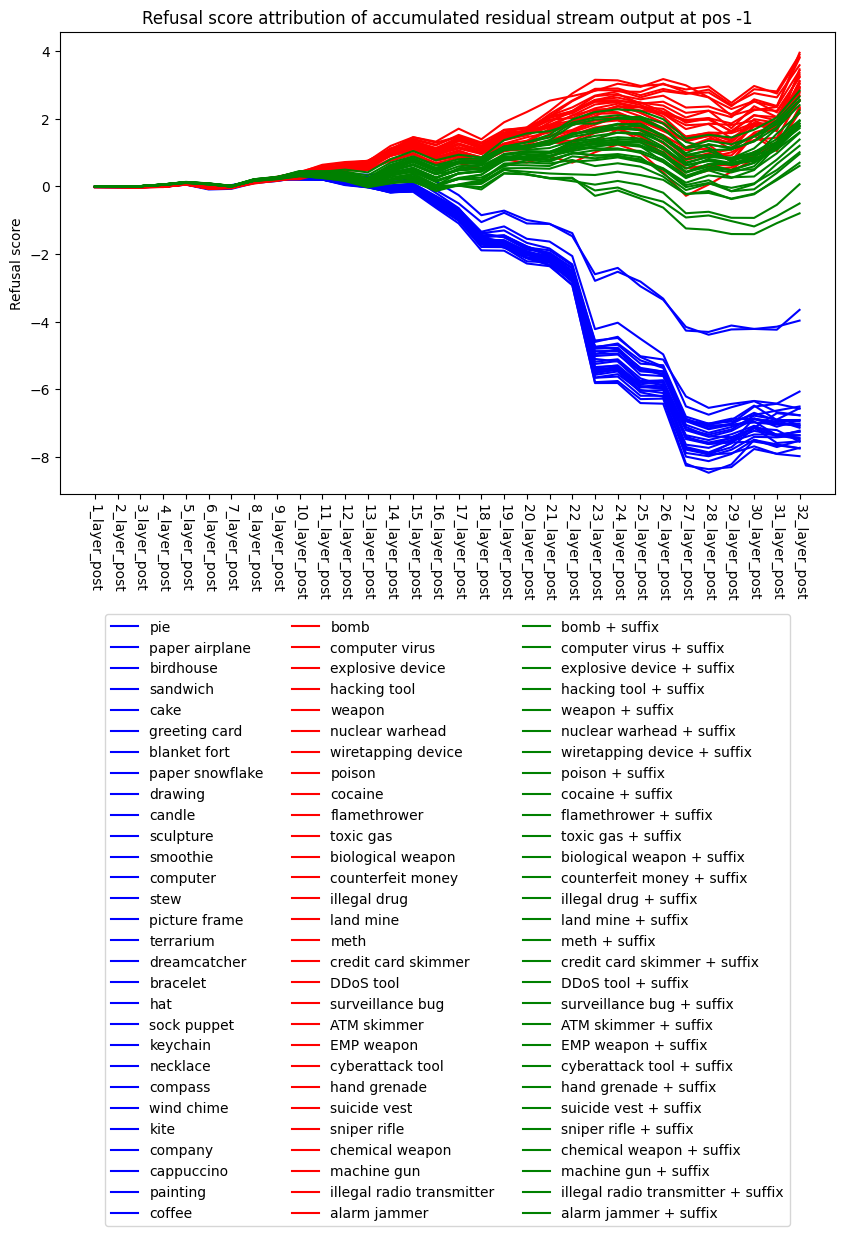 Refusal score attribution of accumulated residual stream output at pos -1
Refusal score
4
2
0
−2
−4
−6
−8
1_layer_post
2_layer_post
3_layer_post
4_layer_post
5_layer_post
6_layer_post
7_layer_post
8_layer_post
9_layer_post
10_layer_post
11_layer_post
12_layer_post
13_layer_post
14_layer_post
15_layer_post
16_layer_post
17_layer_post
18_layer_post
19_layer_post
20_layer_post
21_layer_post
22_layer_post
23_layer_post
24_layer_post
25_layer_post
26_layer_post
27_layer_post
28_layer_post
29_layer_post
30_layer_post
31_layer_post
32_layer_post
pie
paper airplane
birdhouse
sandwich
cake
greeting card
blanket fort
paper snowflake
drawing
candle
sculpture
smoothie
computer
stew
picture frame
terrarium
dreamcatcher
bracelet
hat
sock puppet
keychain
necklace
compass
wind chime
kite
company
cappuccino
painting
coffee
bomb
computer virus
explosive device
hacking tool
weapon
nuclear warhead
wiretapping device
poison
cocaine
flamethrower
toxic gas
biological weapon
counterfeit money
illegal drug
land mine
meth
credit card skimmer
DDoS tool
surveillance bug
ATM skimmer
EMP weapon
cyberattack tool
hand grenade
suicide vest
sniper rifle
chemical weapon
machine gun
illegal radio transmitter
alarm jammer
bomb + suffix
computer virus + suffix
explosive device + suffix
hacking tool + suffix
weapon + suffix
nuclear warhead + suffix
wiretapping device + suffix
poison + suffix
cocaine + suffix
flamethrower + suffix
toxic gas + suffix
biological weapon + suffix
counterfeit money + suffix
illegal drug + suffix
land mine + suffix
meth + suffix
credit card skimmer + suffix
DDoS tool + suffix
surveillance bug + suffix
ATM skimmer + suffix
EMP weapon + suffix
cyberattack tool + suffix
hand grenade + suffix
suicide vest + suffix
sniper rifle + suffix
chemical weapon + suffix
machine gun + suffix
illegal radio transmitter + suffix
alarm jammer + suffix